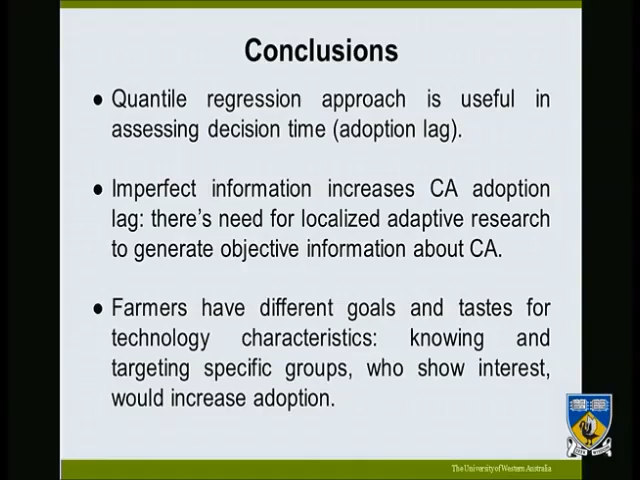 Conclusions
● Quantile regression approach is useful in
assessing decision time (adoption lag).
● Imperfect information increases CA adoption
lag: there's need for localized adaptive research
to generate objective information about CA.
● Farmers have different goals and tastes for
technology characteristics: knowing and
targeting specific groups, who show interest,
would increase adoption.
The University of Western Australia